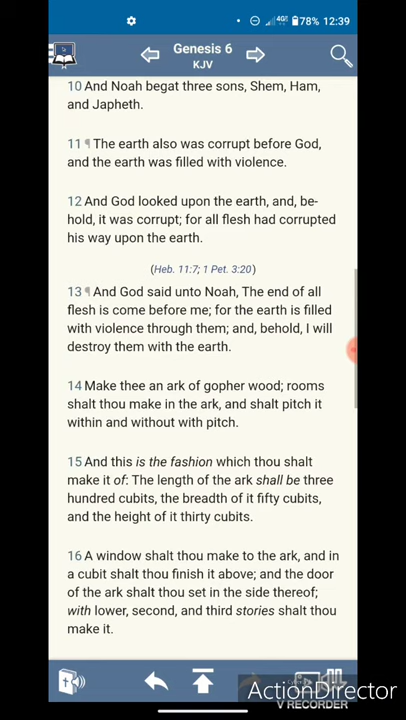 4G
78% 12:39
Genesis 6
KJV
10 And Noah begat three sons, Shem, Ham,
and Japheth.
11 ¶ The earth also was corrupt before God,
and the earth was filled with violence.
12 And God looked upon the earth, and, be-
hold, it was corrupt; for all flesh had corrupted
his way upon the earth.
(Heb. 11:7; 1 Pet. 3:20)
13 ¶ And God said unto Noah, The end of all
flesh is come before me; for the earth is filled
with violence through them; and, behold, I will
destroy them with the earth.
14 Make thee an ark of gopher wood; rooms
shalt thou make in the ark, and shalt pitch it
within and without with pitch.
15 And this is the fashion which thou shalt
make it of: The length of the ark shall be three
hundred cubits, the breadth of it fifty cubits,
and the height of it thirty cubits.
16 A window shalt thou make to the ark, and in
a cubit shalt thou finish it above; and the door
of the ark shalt thou set in the side thereof;
with lower, second, and third stories shalt thou
make it.
ActionDirector
V RECORDER